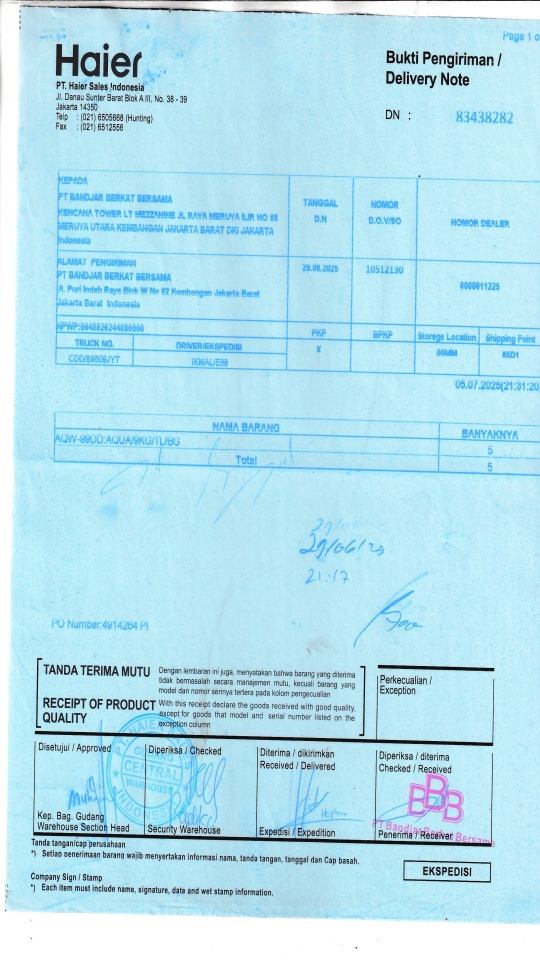 Page 1 o
Haier
Bukti Pengiriman /
Delivery Note
PT. Haier Sales Indonesia
Jl. Danau Sunter Barat Blok A III, No. 38 - 39
Jakarta 14350
Telp : (021) 6505668 (Hunting)
Fax : (021) 6512556
DN : 83438282
KEPADA
PT BANDJAR BERKAT BERSAMA
KENCANA TOWER LT MEZZANINE JL RAYA MERUYA ILIR NO 88
MERUYA UTARA KEMBANGAN JAKARTA BARAT DKI JAKARTA
Indonesia
TANGGAL
D.N
NOMOR
D.O.V/SO
NOMOR DEALER
ALAMAT PENGIRIMAN
PT BANDJAR BERKAT BERSAMA
Jl. Puri Indah Raya Blok W No 62 Kembangan Jakarta Barat
Jakarta Barat Indonesia
29.06.2025
10512130
6000611225
PKP
BPKP
Storege Location
Shipping Point
X
TRUCK NO.
DRIVER/EKSPEDISI
IKMAL/E98
05.07.2025(21:31:20
NAMA BARANG
BANYAKNYA
AQW-99DD:AQUA/9KG/TL/BG
5
Total
5
21:17
PO Number:4914264 PI
TANDA TERIMA MUTU
Dengan lembaran ini juga, menyatakan bahwa barang yang diterima
tidak bermasalah secara manajemen mutu, kecuali barang yang
model dan nomor serinya tertera pada kolom pengecualian
RECEIPT OF PRODUCT
QUALITY
With this receipt declare the goods received with good quality,
except for goods that model and serial number listed on the
exception column
Perkecualian /
Exception
Disetujui / Approved
Diperiksa / Checked
Diterima / dikirimkan
Received / Delivered
Diperiksa / diterima
Checked / Received
GUDANG
CENTRAL
WAREHOUSE
INDONESIA
BBB
PT Bandjar Berkat Bersama
Kep. Bag. Gudang
Warehouse Section Head
Security Warehouse
Expedisi / Expedition
Penerima / Receiver
Tanda tangan/cap perusahaan
*) Setiap penerimaan barang wajib menyertakan informasi nama, tanda tangan, tanggal dan Cap basah.
EKSPEDISI
Company Sign / Stamp
*) Each item must include name, signature, date and wet stamp information.